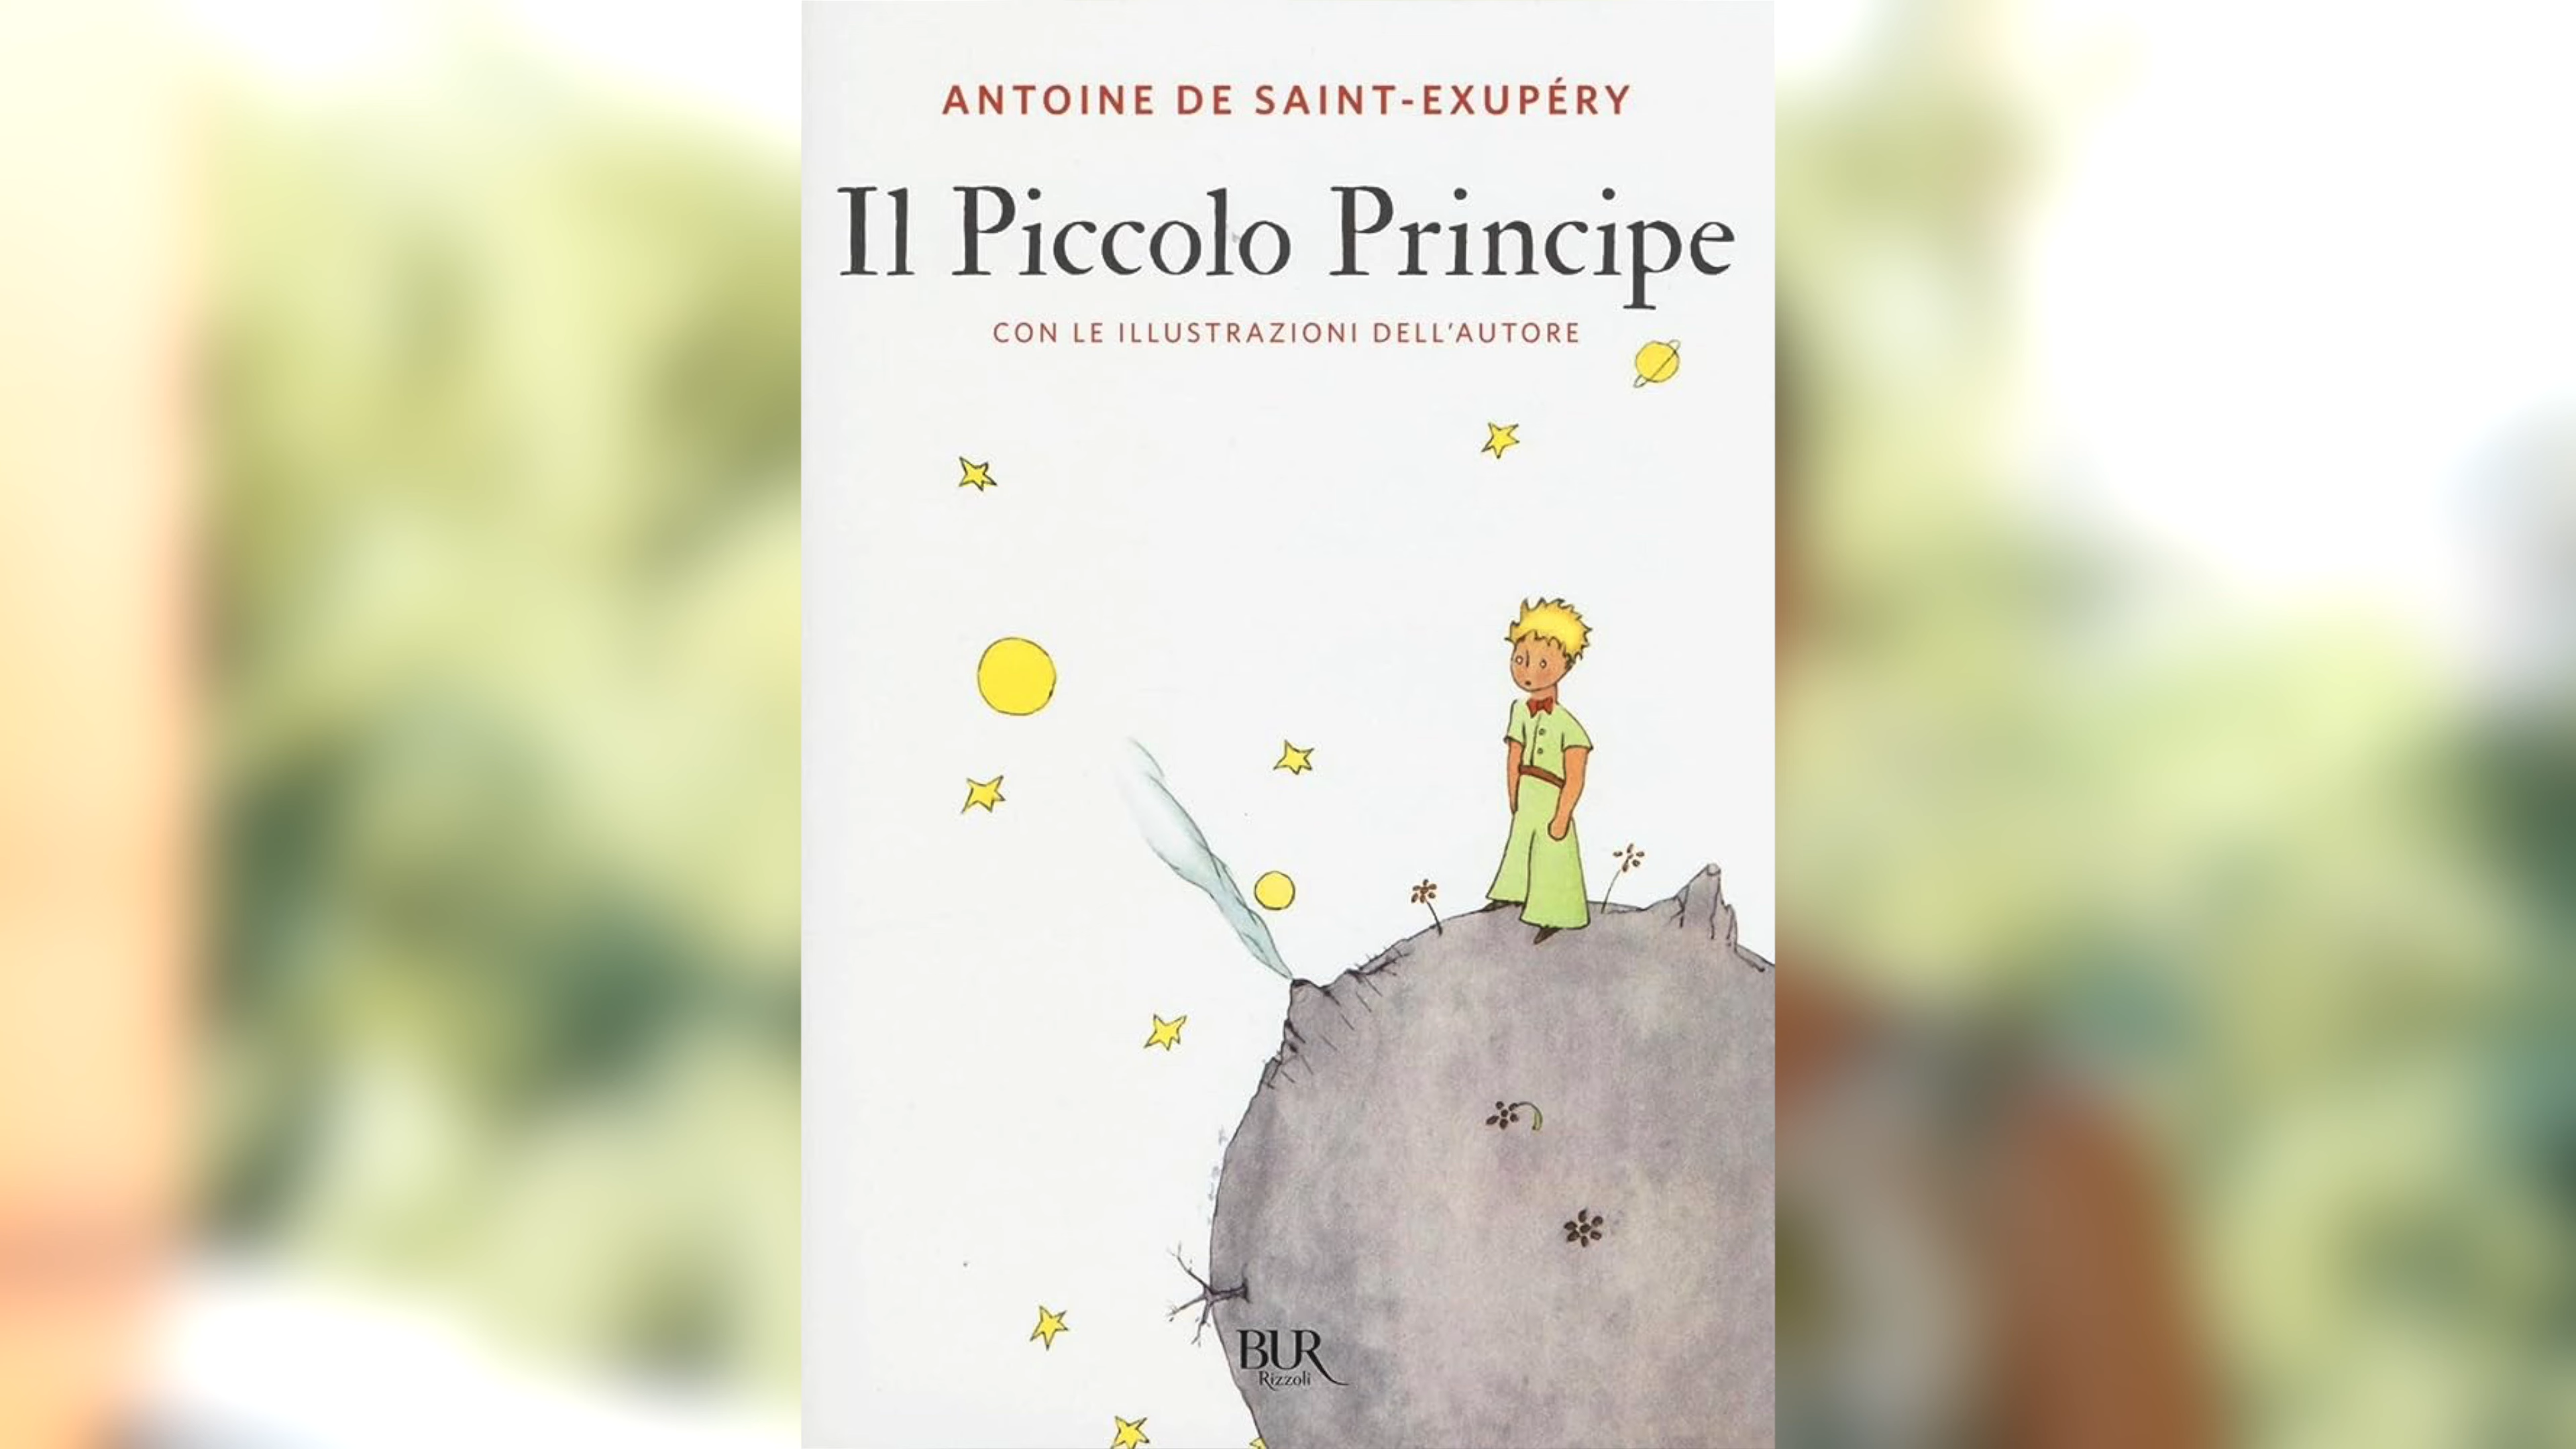 ANTOINE DE SAINT-EXUPÉRY
Il Piccolo Principe
CON LE ILLUSTRAZIONI DELL'AUTORE
BUR
Rizzoli